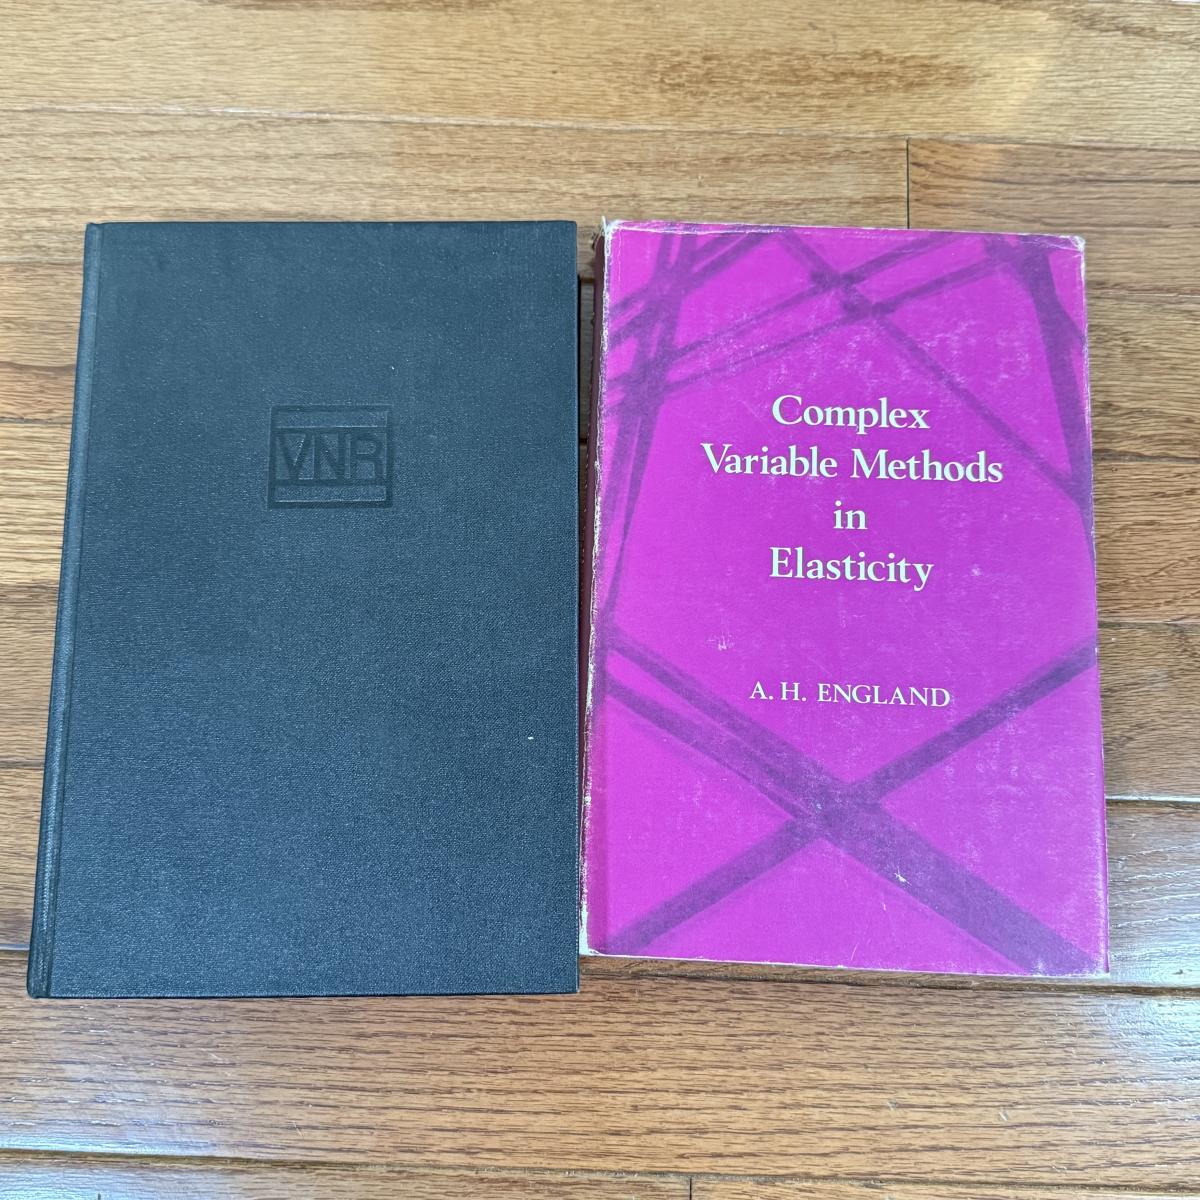 VNR
Complex
Variable Methods
in
Elasticity
A. H. ENGLAND